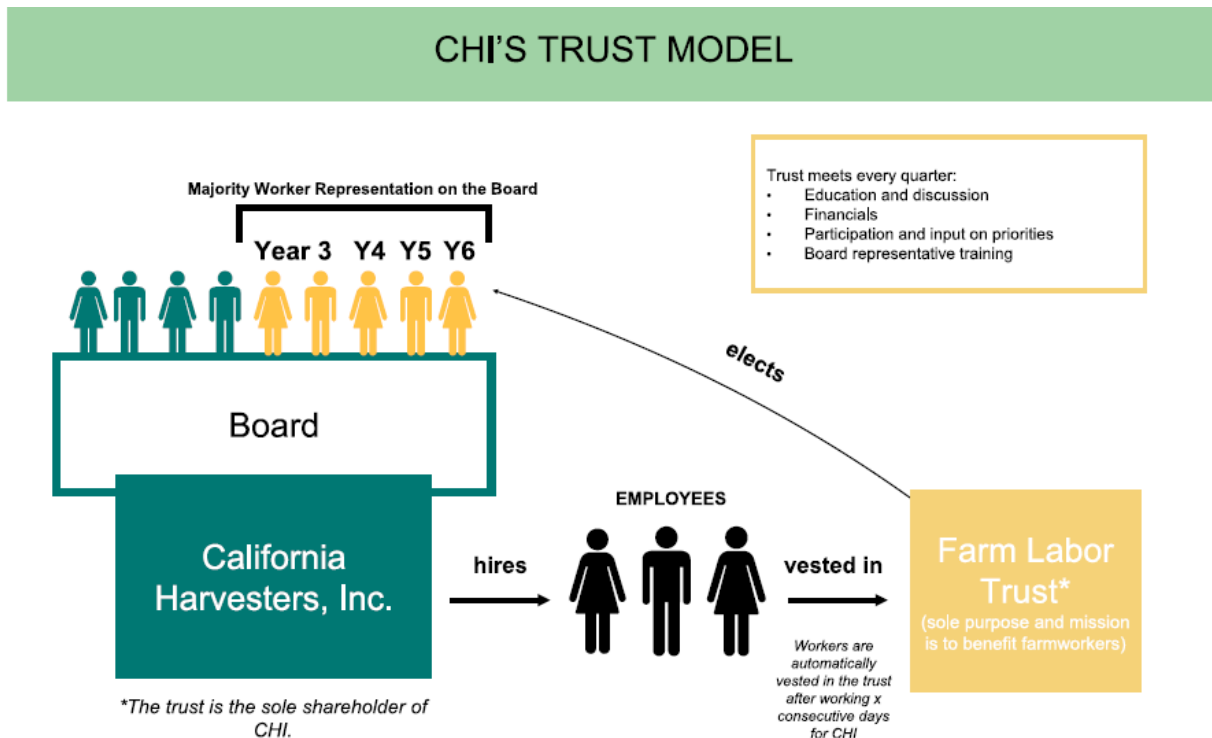 CHI'S TRUST MODEL
Trust meets every quarter:
• Education and discussion
• Financials
• Participation and input on priorities
• Board representative training
Majority Worker Representation on the Board
Year 3 Y4 Y5 Y6
elects
Board
EMPLOYEES
California
Harvesters, Inc.
hires
vested in
Farm Labor
Trust*
(sole purpose and mission
is to benefit farmworkers)
Workers are
automatically
vested in the trust
after working x
consecutive days
for CHI
*The trust is the sole shareholder of
CHI.